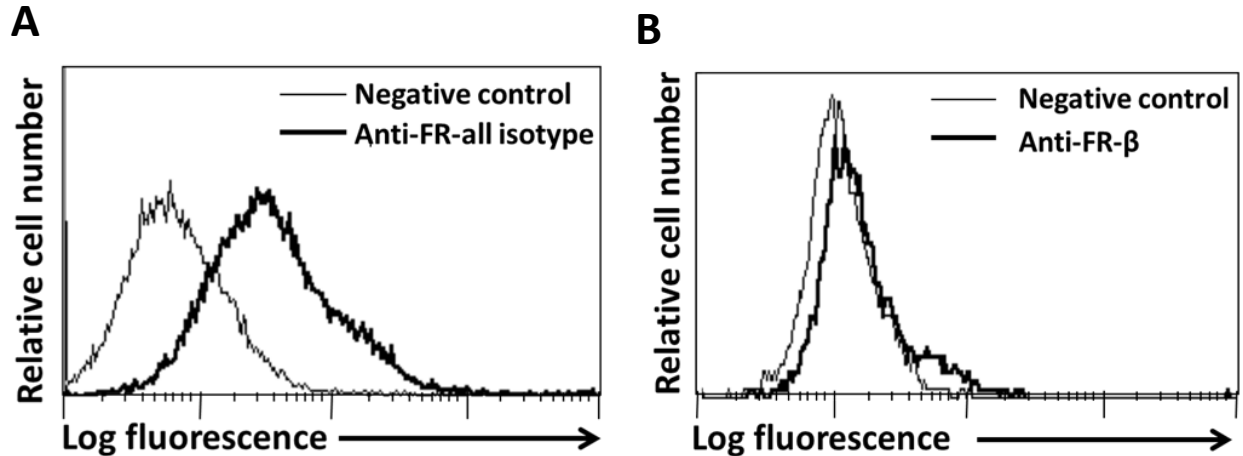 A
Relative cell number
Negative control
Anti-FR-all isotype
Log fluorescence
B
Relative cell number
Negative control
Anti-FR-β
Log fluorescence